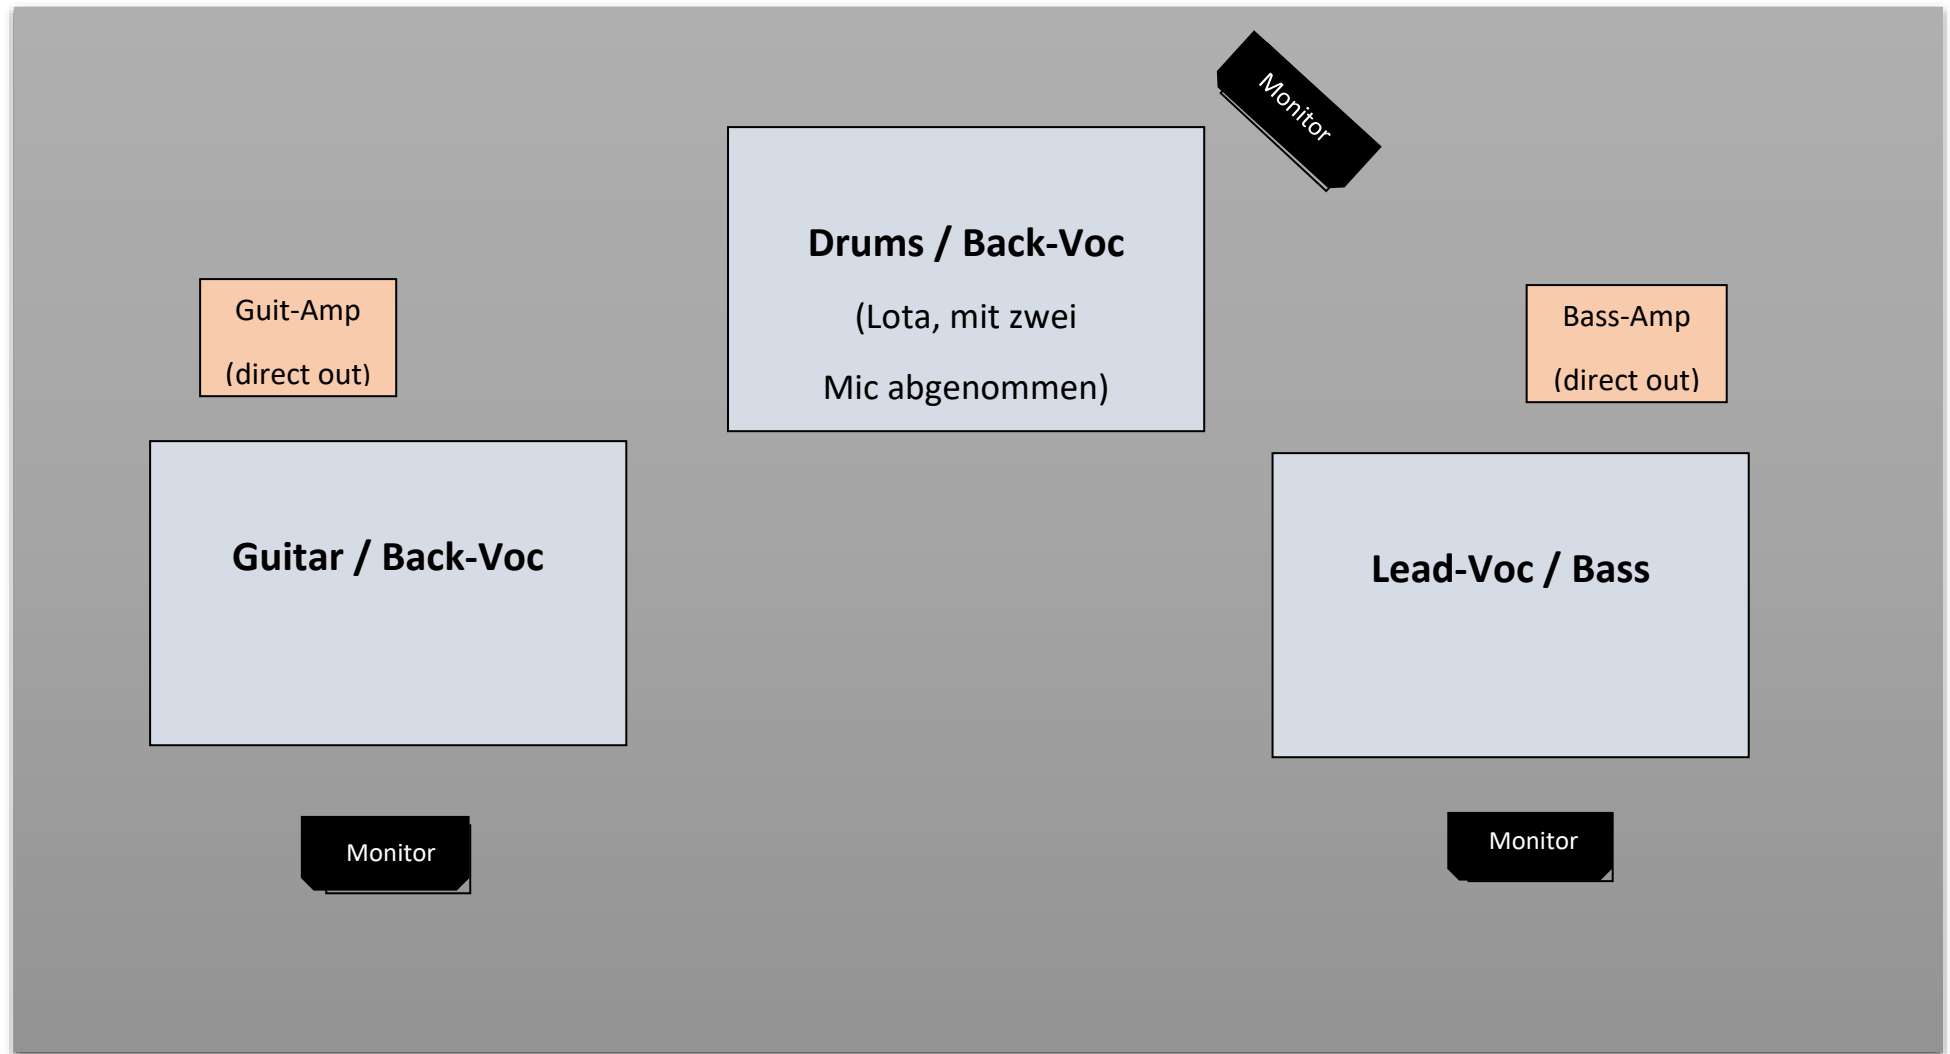 Monitor
Drums / Back-Voc
(Lota, mit zwei
Mic abgenommen)
Guit-Amp
(direct out)
Bass-Amp
(direct out)
Guitar / Back-Voc
Lead-Voc / Bass
Monitor
Monitor